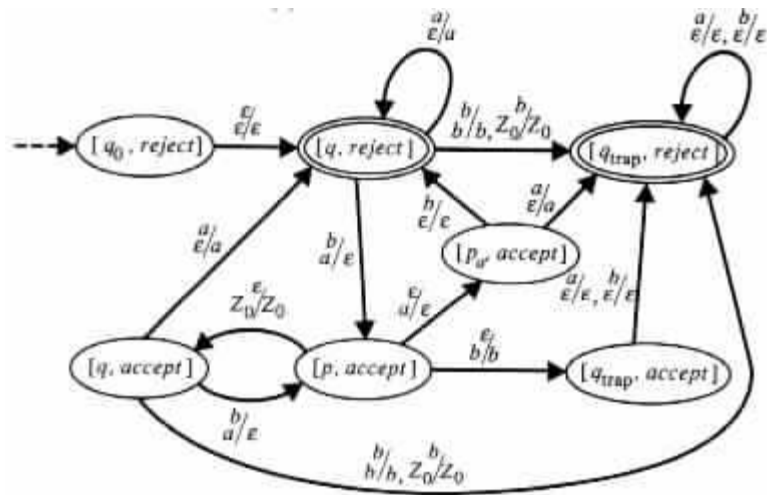 a
ε/a
a b
ε/ε, ε/ε
ε
ε/ε
b b
b/b, Z₀/Z₀
[q₀, reject]
[q, reject]
[q_trap, reject]
a
ε/a
b
a/ε
b
ε/ε
a
ε/a
[p_a, accept]
ε
Z₀/Z₀
ε
a/ε
a b
ε/ε, ε/ε
[q, accept]
[p, accept]
ε
b/b
[q_trap, accept]
b
a/ε
b b
b/b, Z₀/Z₀